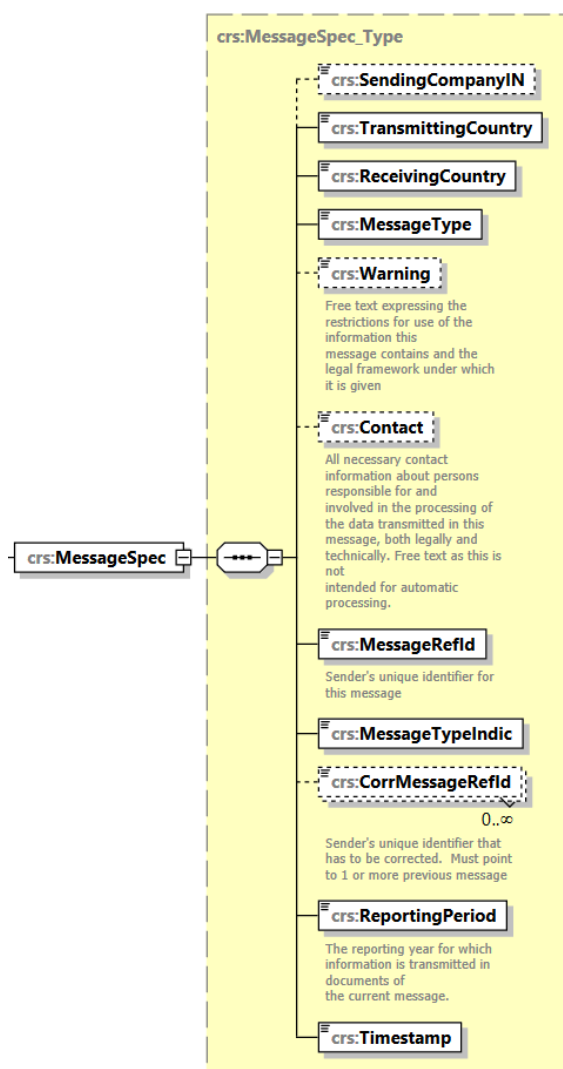 crs:MessageSpec_Type
crs:SendingCompanyIN
crs:TransmittingCountry
crs:ReceivingCountry
crs:MessageType
crs:Warning
Free text expressing the
restrictions for use of the
information this
message contains and the
legal framework under which
it is given
crs:Contact
All necessary contact
information about persons
responsible for and
involved in the processing of
the data transmitted in this
message, both legally and
technically. Free text as this is
not
intended for automatic
processing.
crs:MessageSpec
crs:MessageRefId
Sender's unique identifier for
this message
crs:MessageTypeIndic
crs:CorrMessageRefId
0..∞
Sender's unique identifier that
has to be corrected.  Must point
to 1 or more previous message
crs:ReportingPeriod
The reporting year for which
information is transmitted in
documents of
the current message.
crs:Timestamp